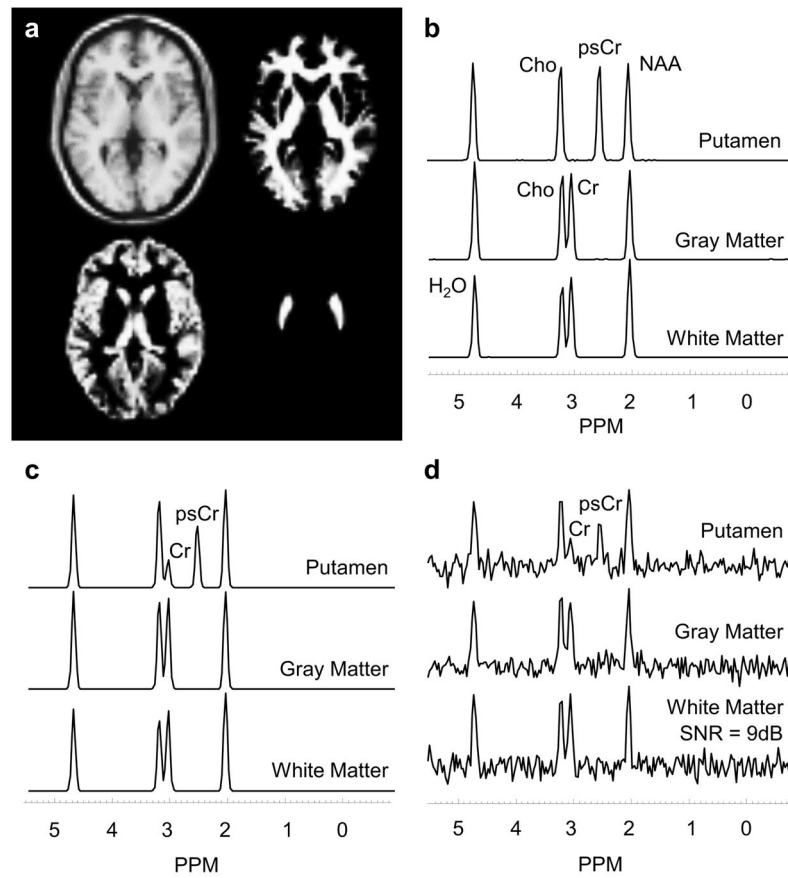 a
b
psCr
Cho
NAA
Putamen
Cho
Cr
Gray Matter
H₂O
White Matter
5 4 3 2 1 0
PPM
c
psCr
Cr
Putamen
Gray Matter
White Matter
5 4 3 2 1 0
PPM
d
psCr
Cr
Putamen
Gray Matter
White Matter
SNR = 9dB
5 4 3 2 1 0
PPM